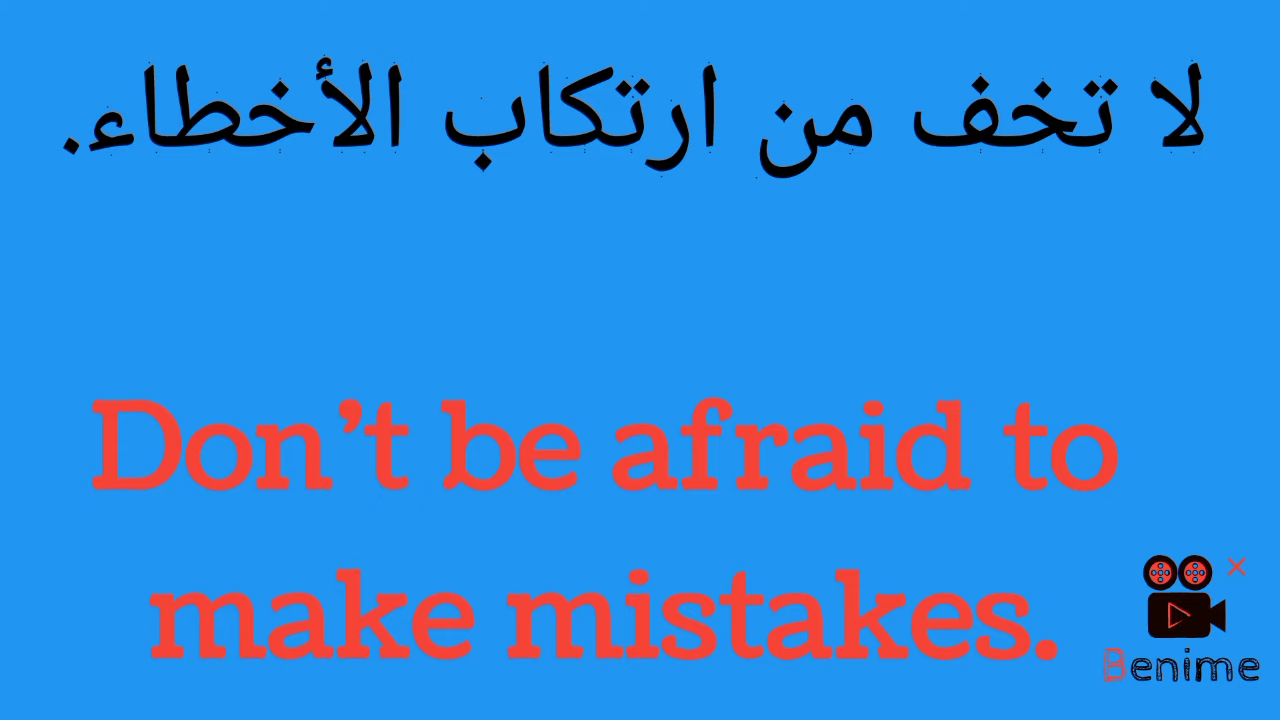 لا تخف من ارتكاب الأخطاء.
Don't be afraid to
make mistakes.
Benime